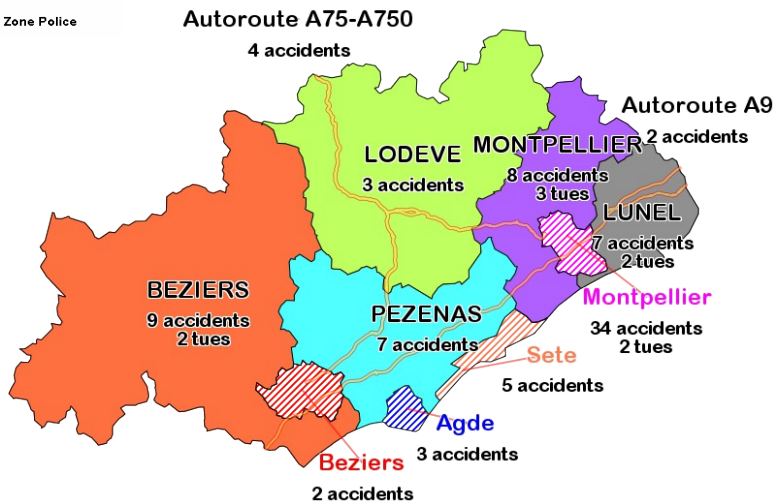 Zone Police
Autoroute A75-A750
4 accidents
Autoroute A9
2 accidents
LODEVE
3 accidents
MONTPELLIER
8 accidents
3 tues
LUNEL
7 accidents
2 tues
BEZIERS
9 accidents
2 tues
PEZENAS
7 accidents
Montpellier
34 accidents
2 tues
Sete
5 accidents
Agde
3 accidents
Beziers
2 accidents